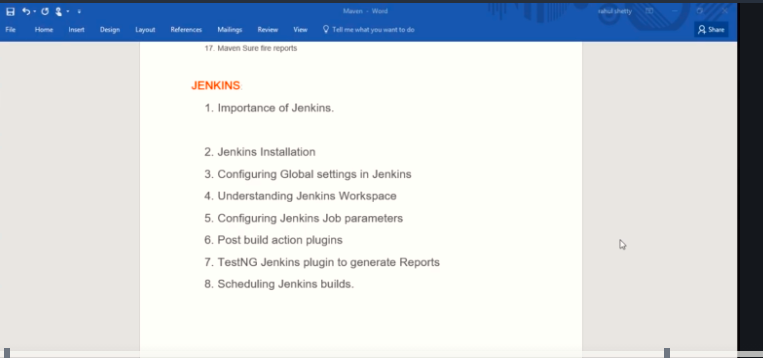 Maven - Word
rahul shetty
File Home Insert Design Layout References Mailings Review View Tell me what you want to do Share
17. Maven Sure fire reports
JENKINS
1. Importance of Jenkins.
2. Jenkins Installation
3. Configuring Global settings in Jenkins
4. Understanding Jenkins Workspace
5. Configuring Jenkins Job parameters
6. Post build action plugins
7. TestNG Jenkins plugin to generate Reports
8. Scheduling Jenkins builds.